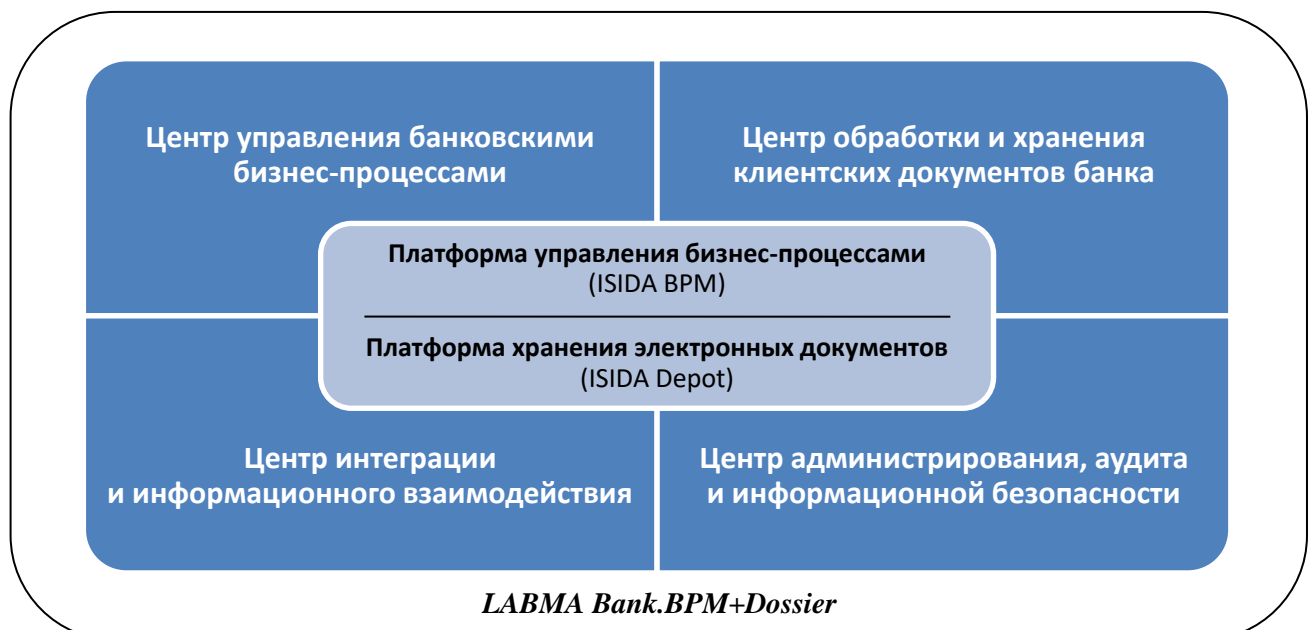 Центр управления банковскими
бизнес-процессами
Центр обработки и хранения
клиентских документов банка
Платформа управления бизнес-процессами
(ISIDA BPM)
Платформа хранения электронных документов
(ISIDA Depot)
Центр интеграции
и информационного взаимодействия
Центр администрирования, аудита
и информационной безопасности
LABMA Bank.BPM+Dossier